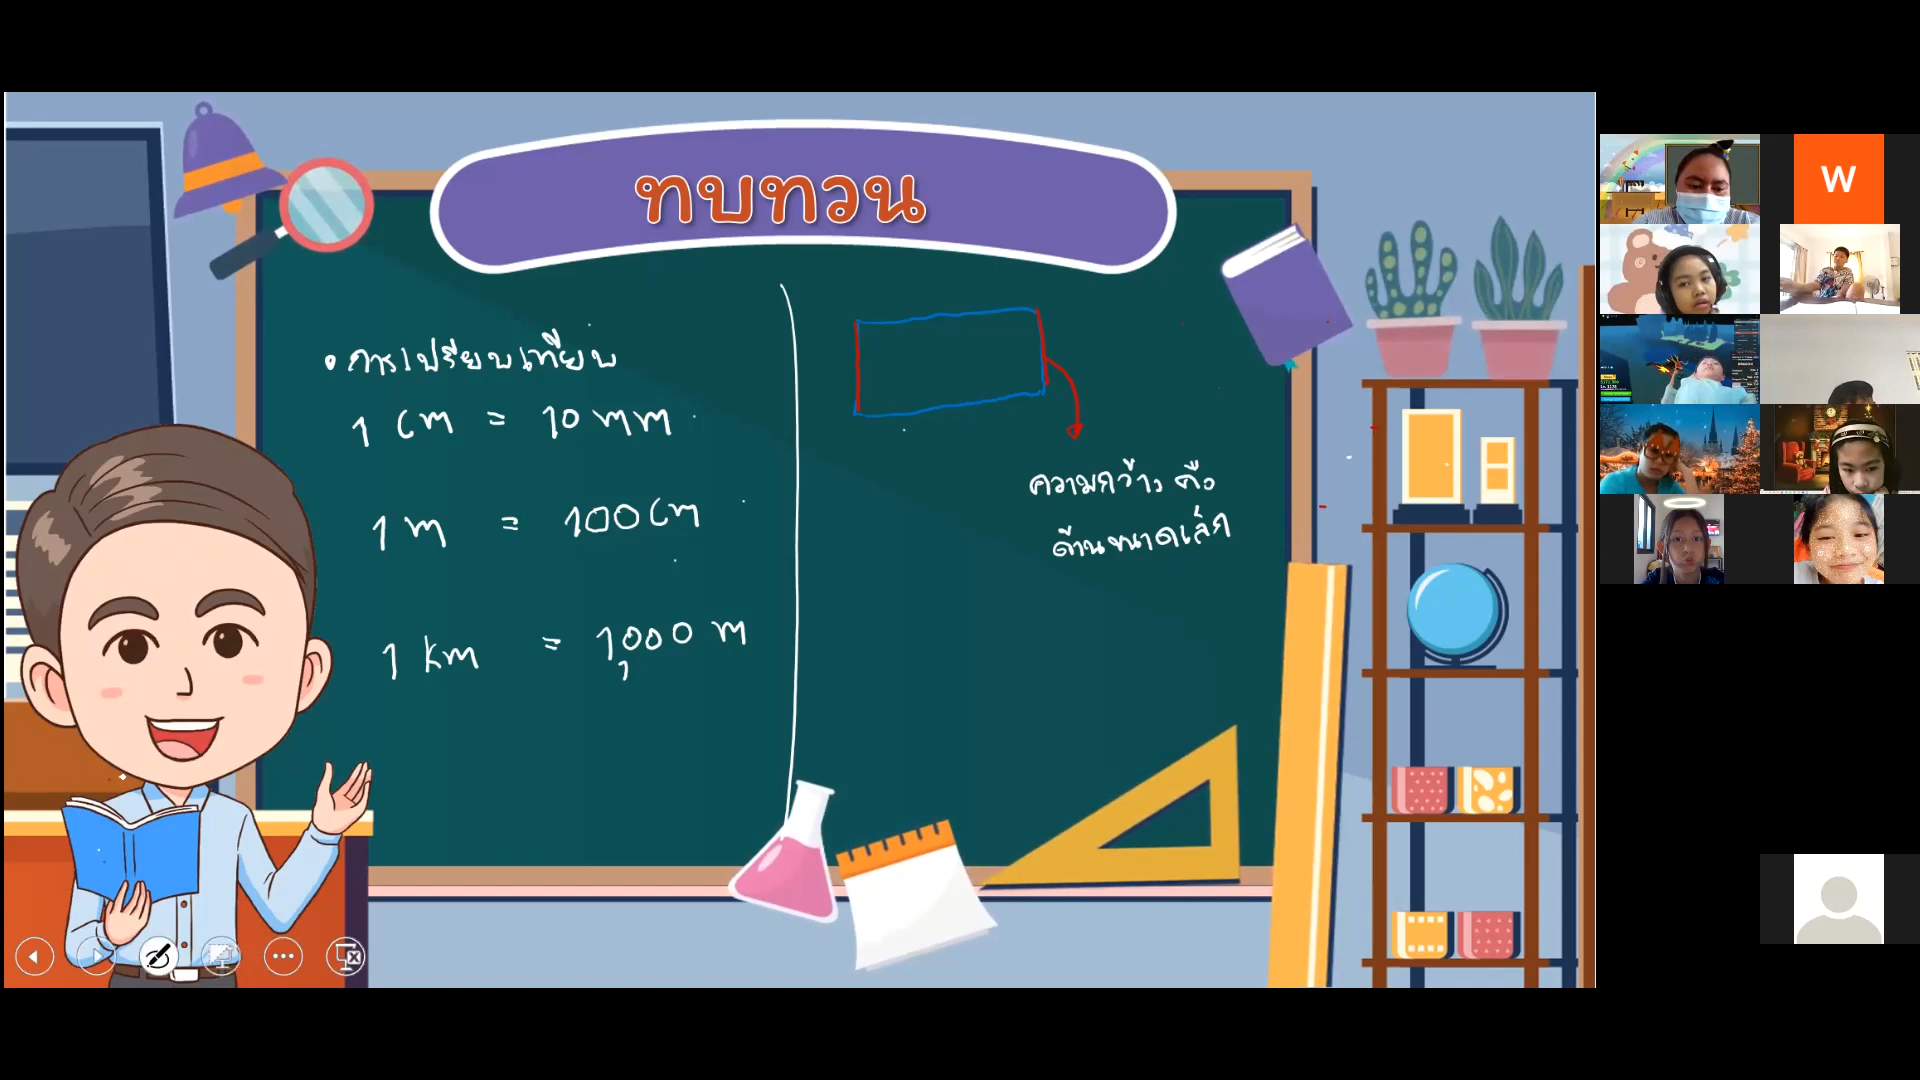 ทบทวน
• การเปรียบเทียบ
1 cm = 10 mm
1 m = 100 cm
1 km = 1,000 m
ความกว้าง คือ
ด้านขนาดเล็ก
W